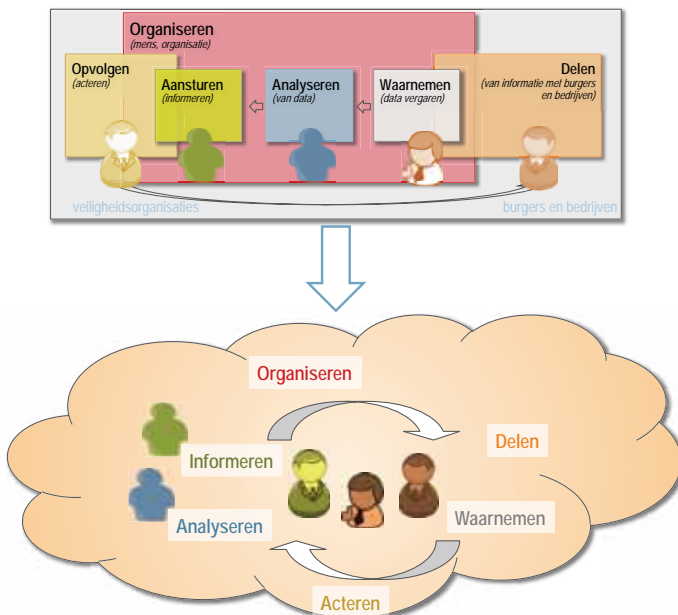 Organiseren
(mens, organisatie)
Opvolgen
(acteren)
Aansturen
(informeren)
Analyseren
(van data)
Waarnemen
(data vergaren)
Delen
(van informatie met burgers
en bedrijven)
veiligheidsorganisaties
burgers en bedrijven
Organiseren
Informeren
Delen
Analyseren
Waarnemen
Acteren